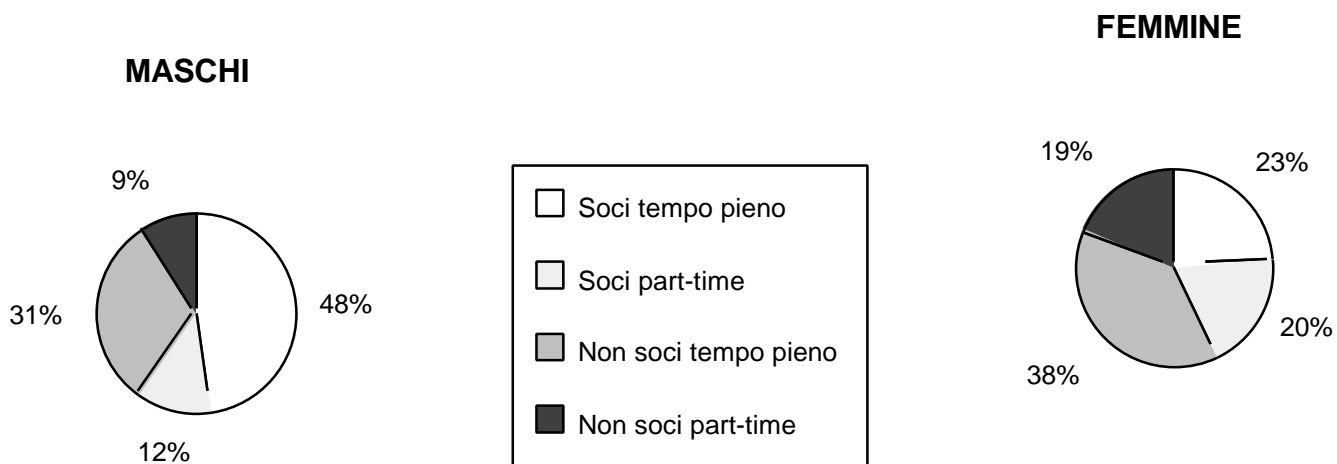 MASCHI
9%
31%
48%
12%
Soci tempo pieno
Soci part-time
Non soci tempo pieno
Non soci part-time
FEMMINE
19%
23%
20%
38%